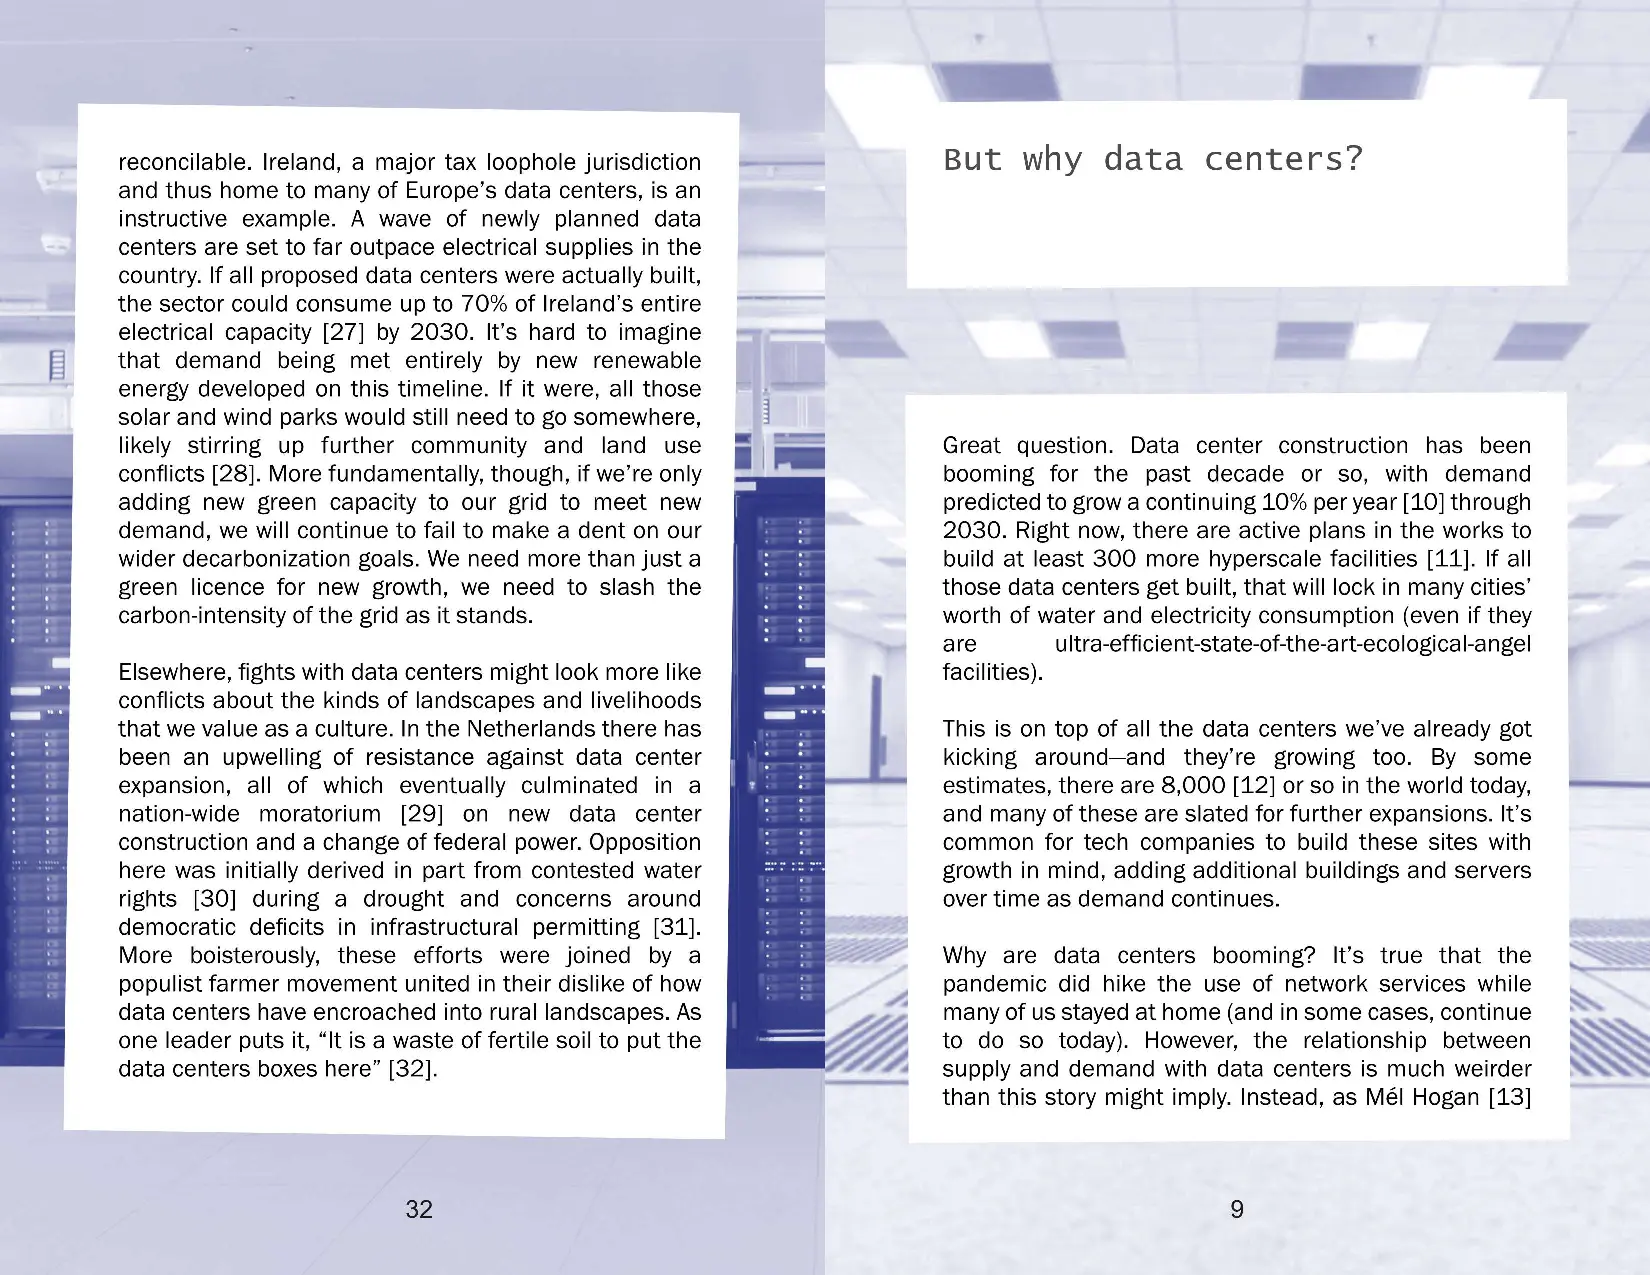 reconcilable. Ireland, a major tax loophole jurisdiction
and thus home to many of Europe’s data centers, is an
instructive example. A wave of newly planned data
centers are set to far outpace electrical supplies in the
country. If all proposed data centers were actually built,
the sector could consume up to 70% of Ireland’s entire
electrical capacity [27] by 2030. It’s hard to imagine
that demand being met entirely by new renewable
energy developed on this timeline. If it were, all those
solar and wind parks would still need to go somewhere,
likely stirring up further community and land use
conflicts [28]. More fundamentally, though, if we’re only
adding new green capacity to our grid to meet new
demand, we will continue to fail to make a dent on our
wider decarbonization goals. We need more than just a
green licence for new growth, we need to slash the
carbon-intensity of the grid as it stands.
Elsewhere, fights with data centers might look more like
conflicts about the kinds of landscapes and livelihoods
that we value as a culture. In the Netherlands there has
been an upwelling of resistance against data center
expansion, all of which eventually culminated in a
nation-wide moratorium [29] on new data center
construction and a change of federal power. Opposition
here was initially derived in part from contested water
rights [30] during a drought and concerns around
democratic deficits in infrastructural permitting [31].
More boisterously, these efforts were joined by a
populist farmer movement united in their dislike of how
data centers have encroached into rural landscapes. As
one leader puts it, “It is a waste of fertile soil to put the
data centers boxes here” [32].
32
But why data centers?
Great question. Data center construction has been
booming for the past decade or so, with demand
predicted to grow a continuing 10% per year [10] through
2030. Right now, there are active plans in the works to
build at least 300 more hyperscale facilities [11]. If all
those data centers get built, that will lock in many cities’
worth of water and electricity consumption (even if they
are ultra-efficient-state-of-the-art-ecological-angel
facilities).
This is on top of all the data centers we’ve already got
kicking around—and they’re growing too. By some
estimates, there are 8,000 [12] or so in the world today,
and many of these are slated for further expansions. It’s
common for tech companies to build these sites with
growth in mind, adding additional buildings and servers
over time as demand continues.
Why are data centers booming? It’s true that the
pandemic did hike the use of network services while
many of us stayed at home (and in some cases, continue
to do so today). However, the relationship between
supply and demand with data centers is much weirder
than this story might imply. Instead, as Mél Hogan [13]
9